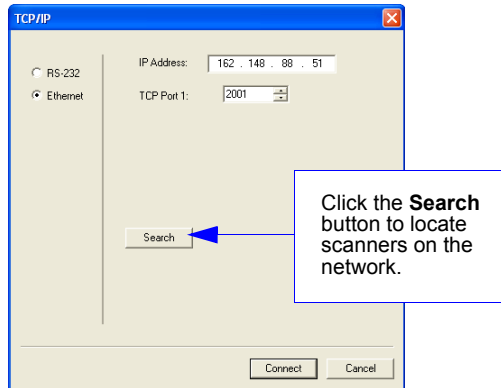 TCP/IP
RS-232
Ethernet
IP Address: 162 . 148 . 88 . 51
TCP Port 1: 2001
Search
Click the Search
button to locate
scanners on the
network.
Connect Cancel